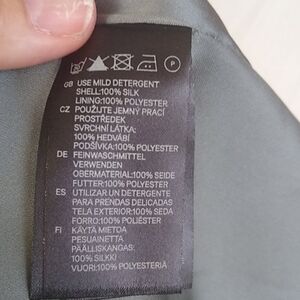 P
GB USE MILD DETERGENT
SHELL:100% SILK
LINING:100% POLYESTER
CZ POUŽIJTE JEMNÝ PRACÍ
PROSTŘEDEK
SVRCHNÍ LÁTKA:
100% HEDVÁBÍ
PODŠÍVKA:100% POLYESTER
DE FEINWASCHMITTEL
VERWENDEN
OBERMATERIAL:100% SEIDE
FUTTER:100% POLYESTER
ES UTILIZAR UN DETERGENTE
PARA PRENDAS DELICADAS
TELA EXTERIOR:100% SEDA
FORRO:100% POLIÉSTER
FI KÄYTÄ MIETOA
PESUAINETTA
PÄÄLLISKANGAS:
100% SILKKI
VUORI:100% POLYESTERIÄ